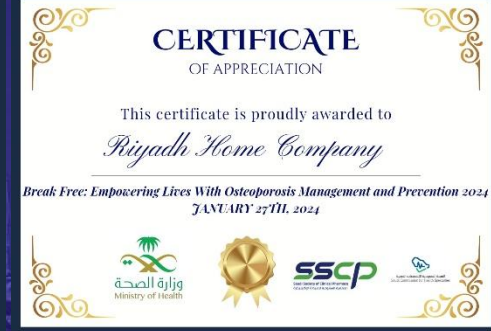 CERTIFICATE
OF APPRECIATION
This certificate is proudly awarded to
Riyadh Home Company
Break Free: Empowering Lives With Osteoporosis Management and Prevention 2024
JANUARY 27TH, 2024
وزارة الصحة
Ministry of Health
SSCP